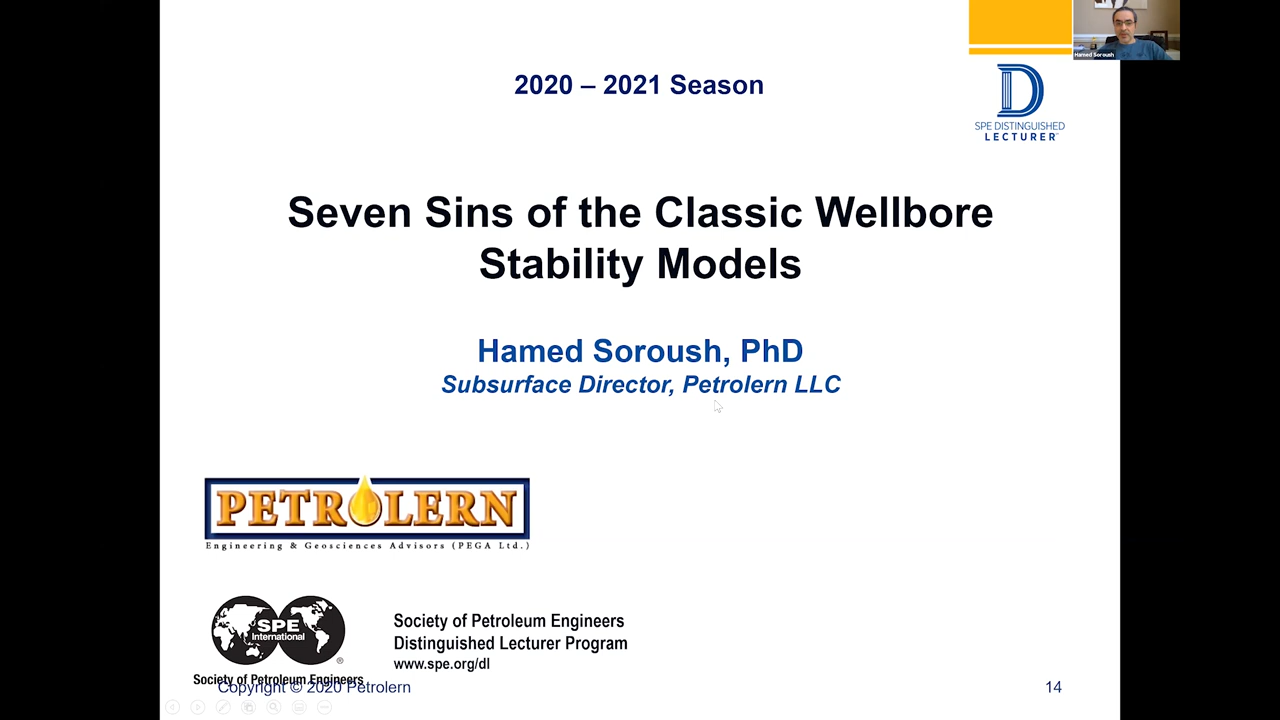 Hamed Soroush
2020 – 2021 Season
D
SPE DISTINGUISHED
LECTURER
Seven Sins of the Classic Wellbore
Stability Models
Hamed Soroush, PhD
Subsurface Director, Petrolern LLC
PETROLERN
Engineering & Geosciences Advisors (PEGA Ltd.)
SPE
International
®
Society of Petroleum Engineers
Society of Petroleum Engineers
Distinguished Lecturer Program
www.spe.org/dl
Copyright © 2020 Petrolern
14